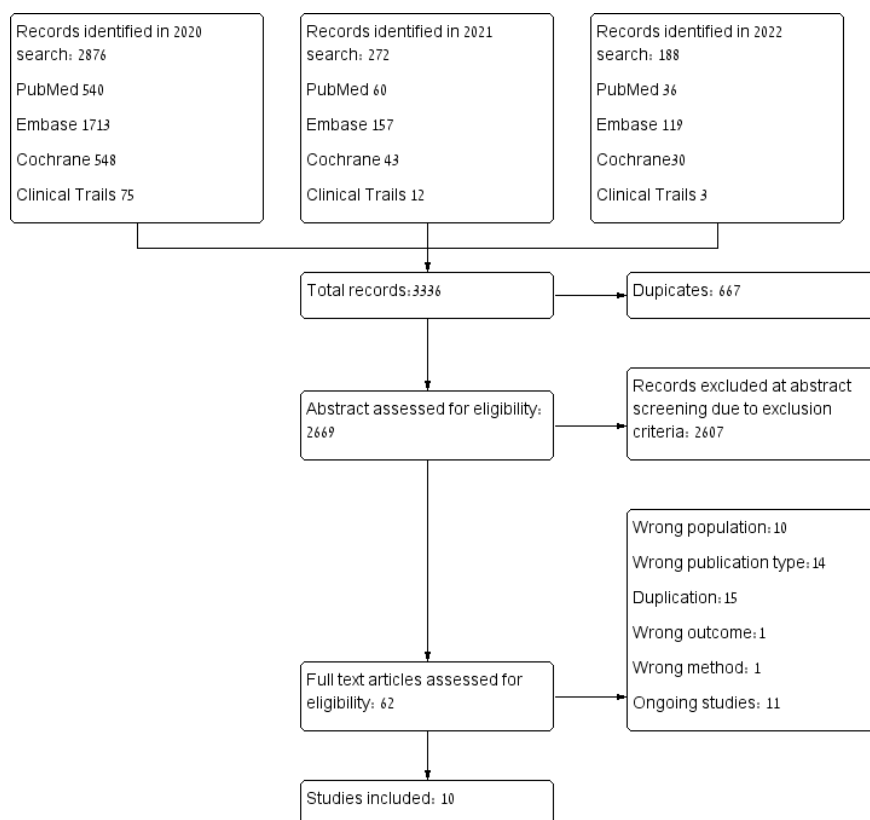 Records identified in 2020
search: 2876
PubMed 540
Embase 1713
Cochrane 548
Clinical Trails 75
Records identified in 2021
search: 272
PubMed 60
Embase 157
Cochrane 43
Clinical Trails 12
Records identified in 2022
search: 188
PubMed 36
Embase 119
Cochrane30
Clinical Trails 3
Total records:3336
Dupicates: 667
Abstract assessed for eligibility:
2669
Records excluded at abstract
screening due to exclusion
criteria: 2607
Wrong population:10
Wrong publication type:14
Duplication:15
Wrong outcome:1
Wrong method: 1
Ongoing studies: 11
Full text articles assessed for
eligibility: 62
Studies included: 10